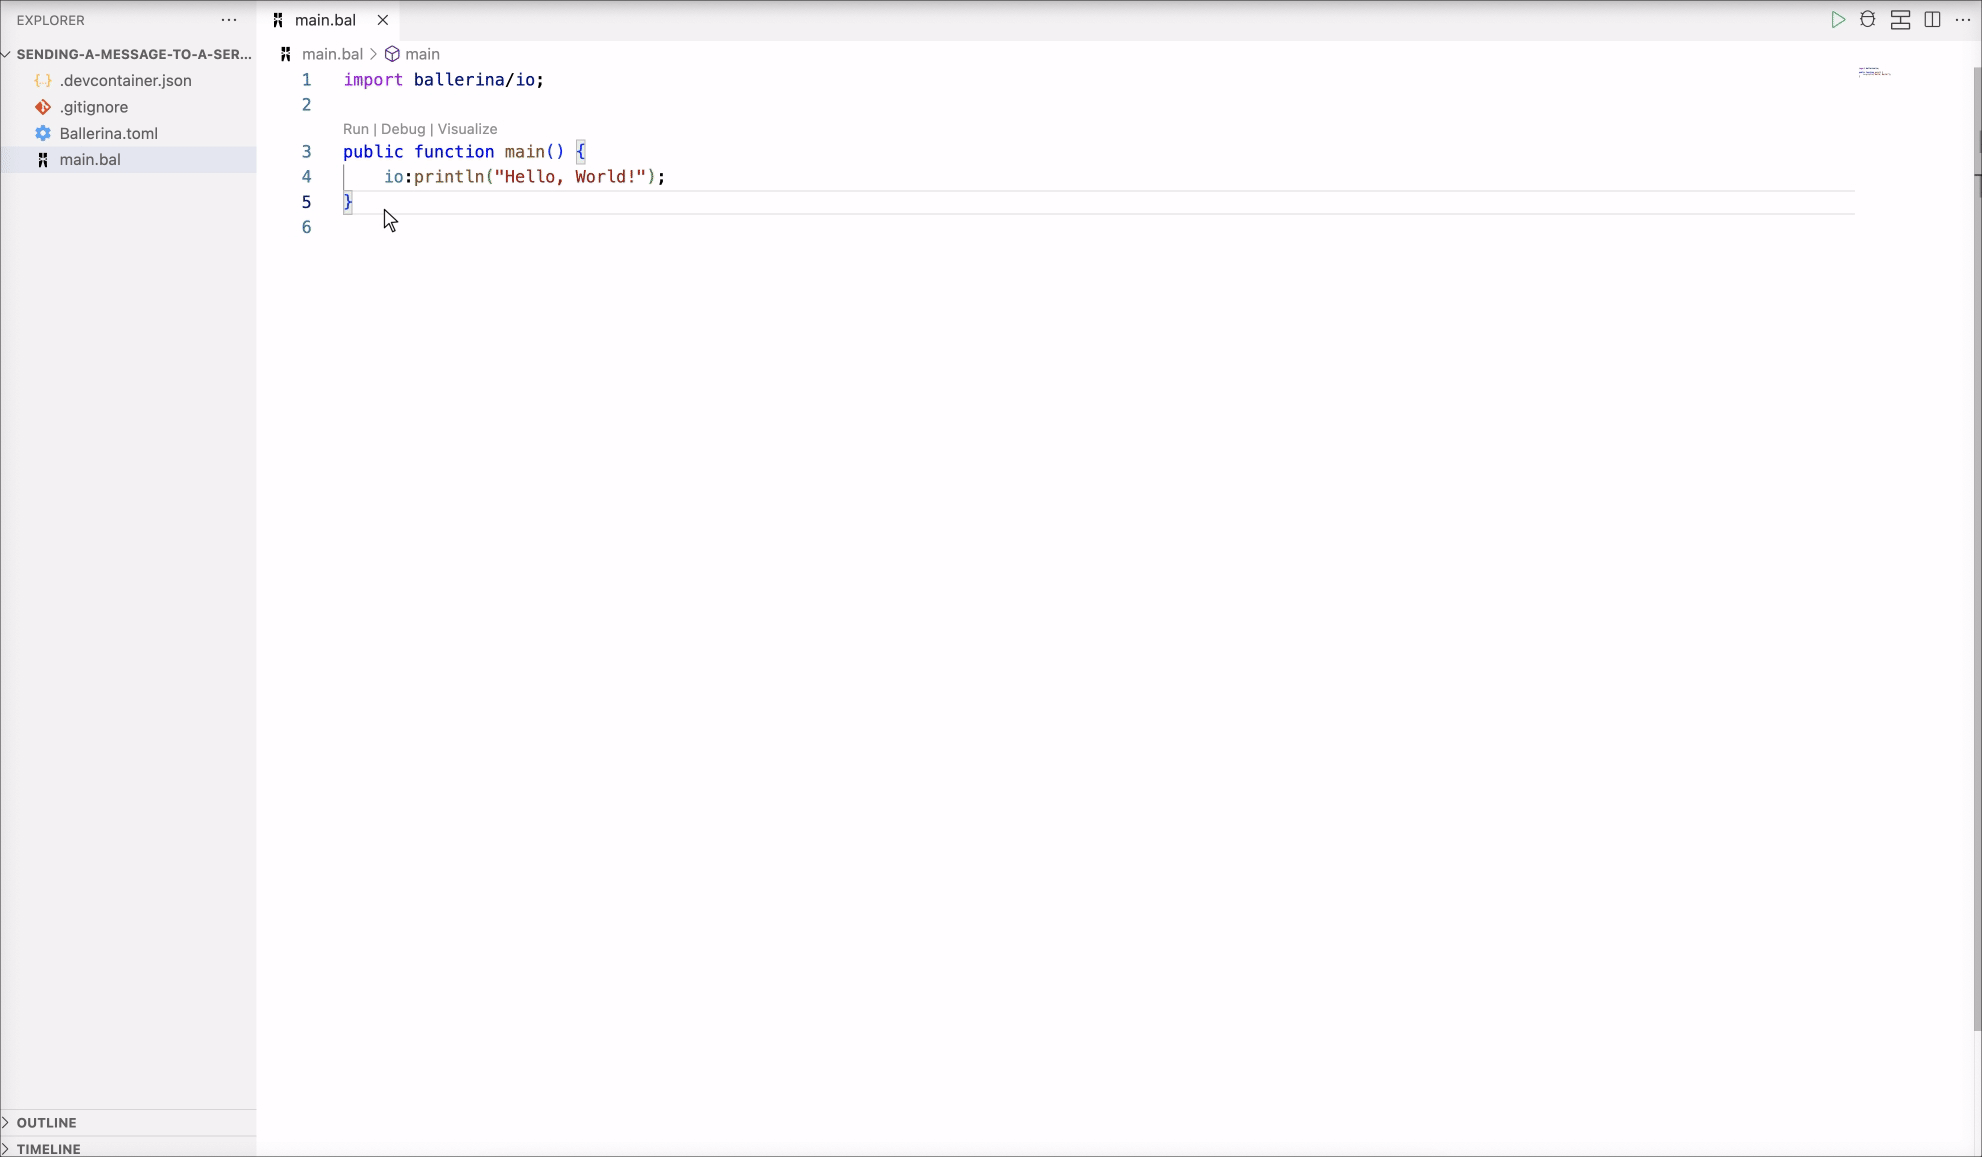 EXPLORER
SENDING-A-MESSAGE-TO-A-SER...
.devcontainer.json
.gitignore
Ballerina.toml
main.bal
OUTLINE
TIMELINE
main.bal
main.bal > main
1 import ballerina/io;
2
Run | Debug | Visualize
3 public function main() {
4     io:println("Hello, World!");
5 }
6